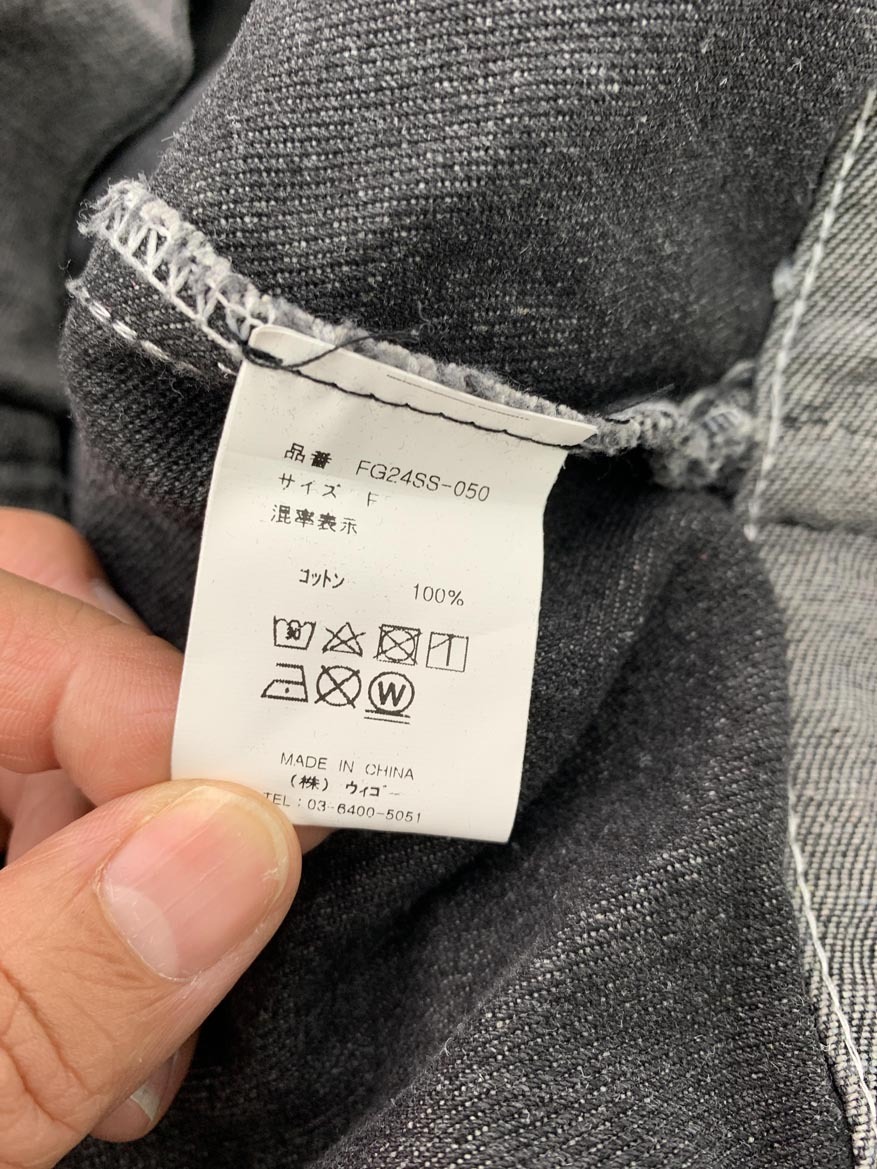 品番 FG24SS-050
サイズ F
混率表示
コットン 100%
30
W
MADE IN CHINA
(株) ウィゴー
TEL:03-6400-5051